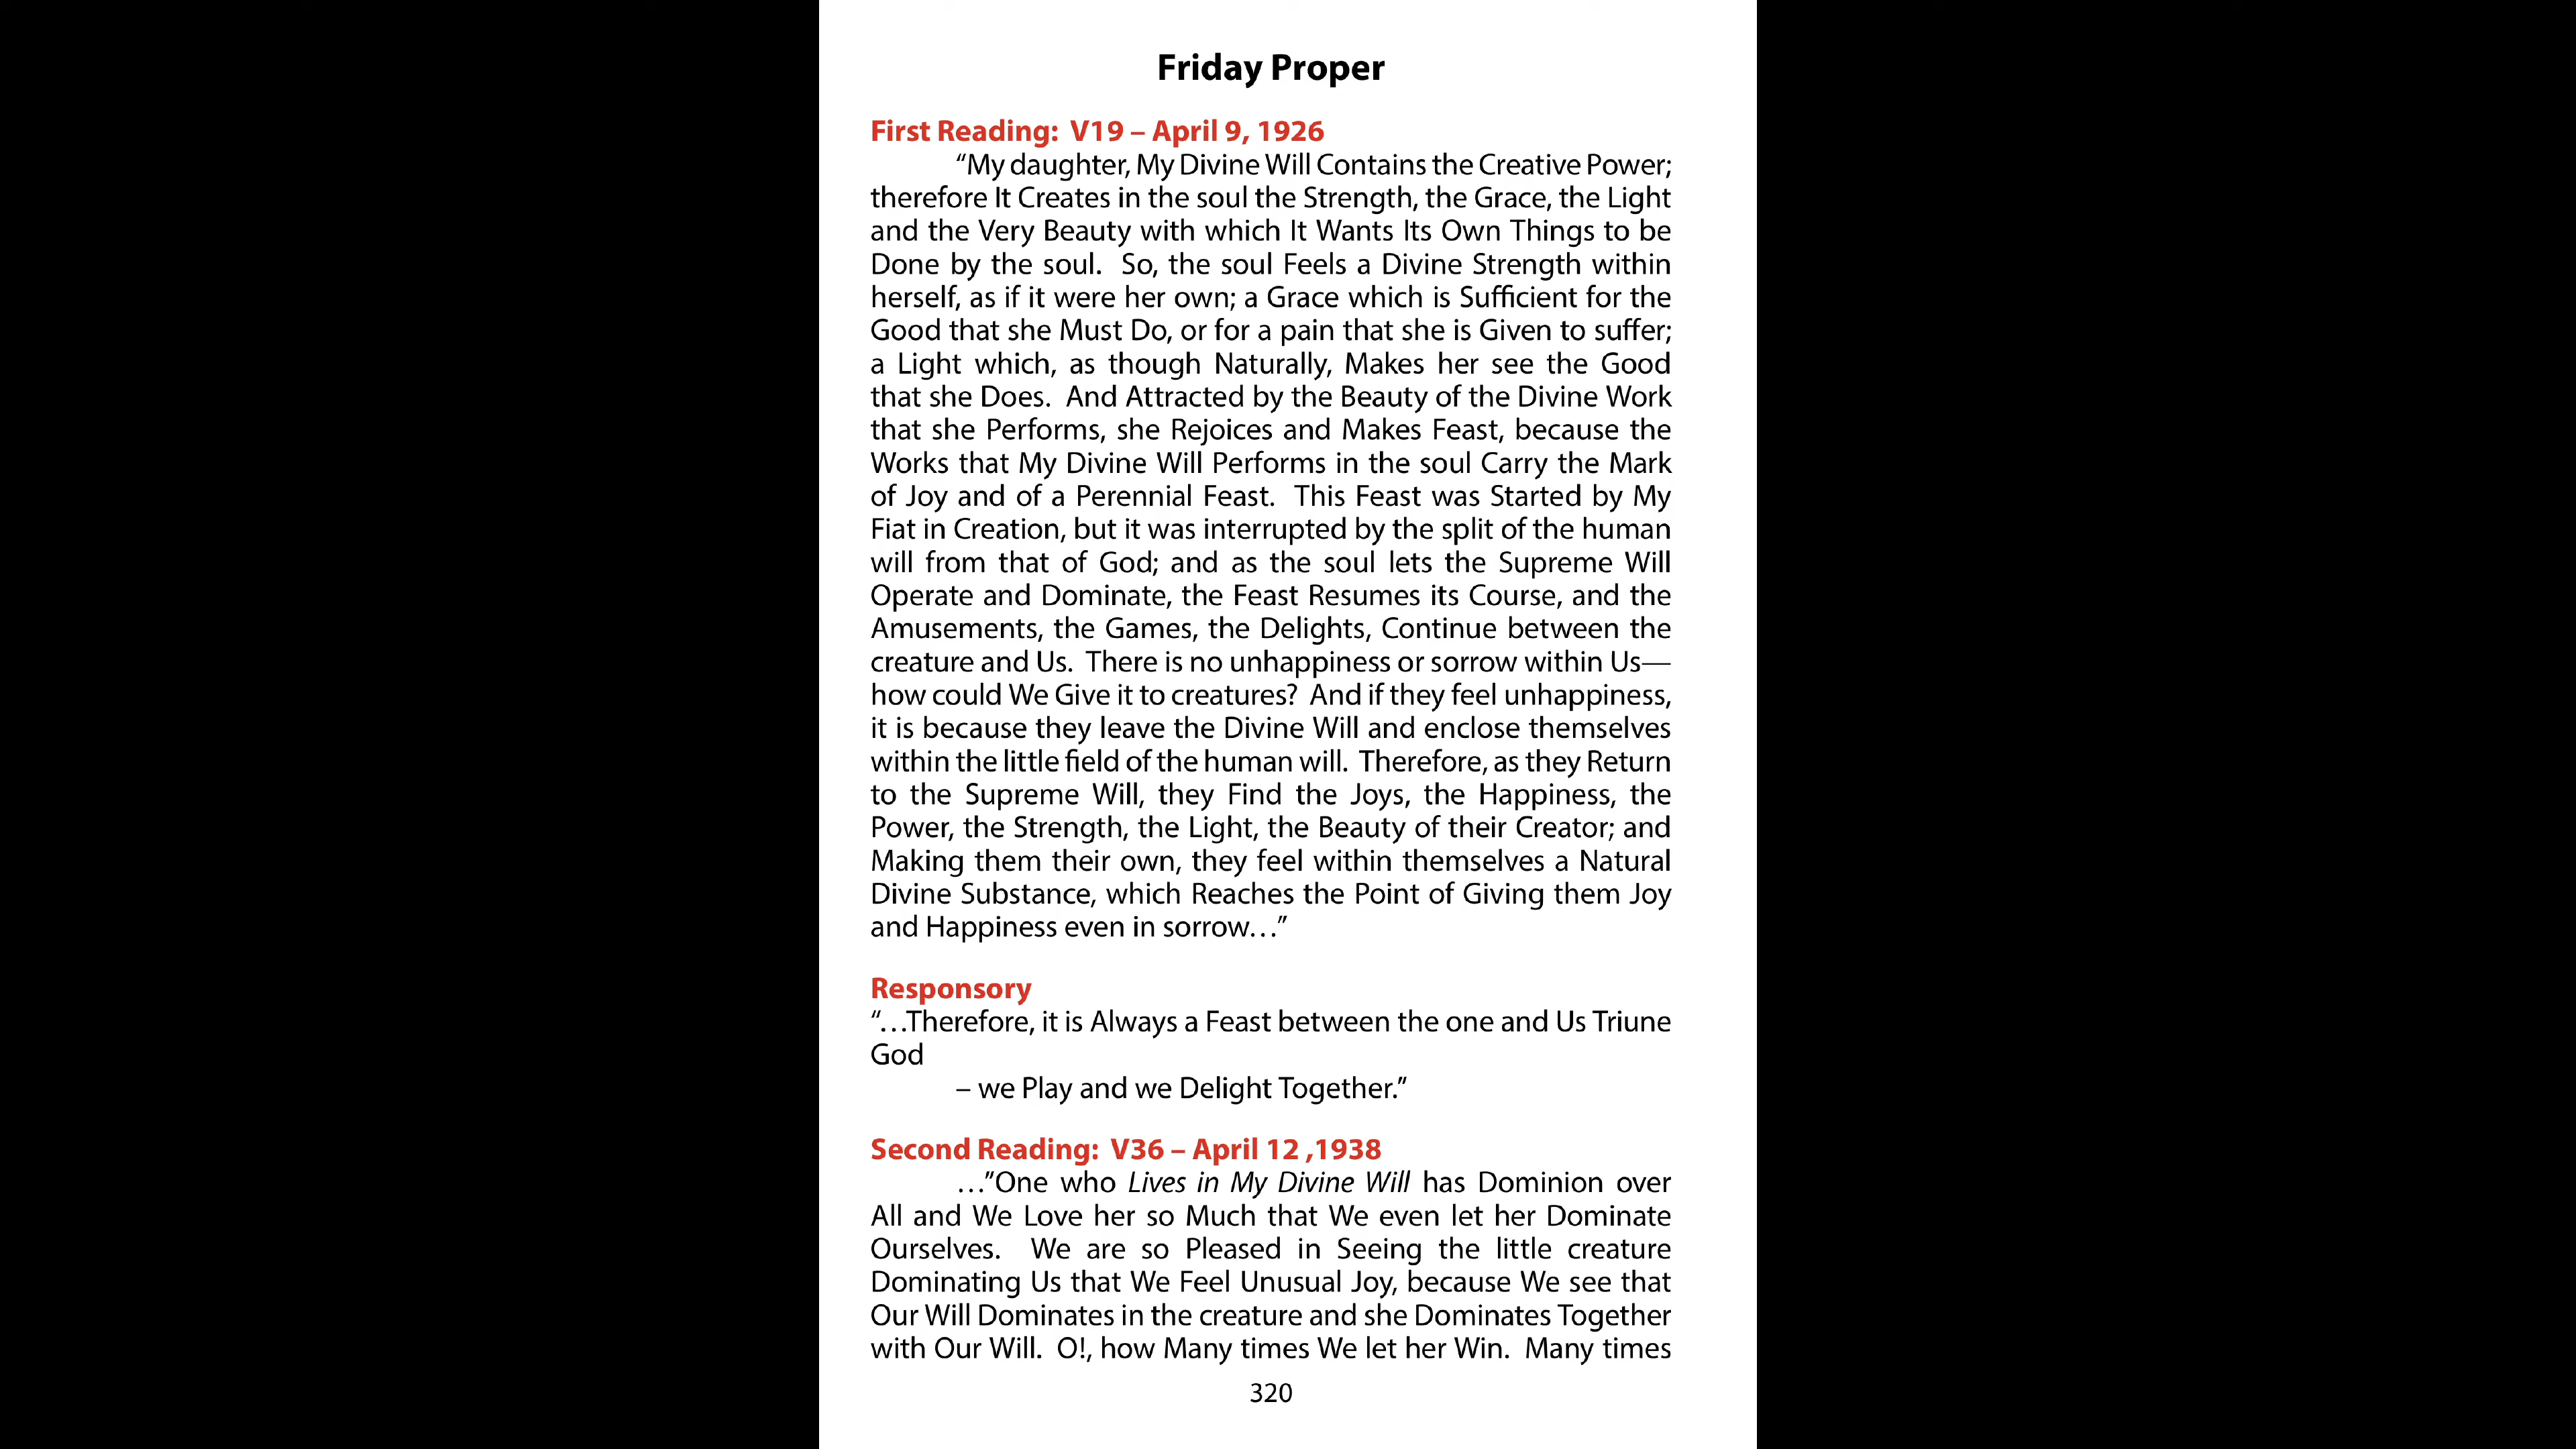 Friday Proper
First Reading:  V19 – April 9, 1926
“My daughter, My Divine Will Contains the Creative Power;
therefore It Creates in the soul the Strength, the Grace, the Light
and the Very Beauty with which It Wants Its Own Things to be
Done by the soul.  So, the soul Feels a Divine Strength within
herself, as if it were her own; a Grace which is Sufficient for the
Good that she Must Do, or for a pain that she is Given to suffer;
a Light which, as though Naturally, Makes her see the Good
that she Does.  And Attracted by the Beauty of the Divine Work
that she Performs, she Rejoices and Makes Feast, because the
Works that My Divine Will Performs in the soul Carry the Mark
of Joy and of a Perennial Feast.  This Feast was Started by My
Fiat in Creation, but it was interrupted by the split of the human
will from that of God; and as the soul lets the Supreme Will
Operate and Dominate, the Feast Resumes its Course, and the
Amusements, the Games, the Delights, Continue between the
creature and Us.  There is no unhappiness or sorrow within Us—
how could We Give it to creatures?  And if they feel unhappiness,
it is because they leave the Divine Will and enclose themselves
within the little field of the human will.  Therefore, as they Return
to the Supreme Will, they Find the Joys, the Happiness, the
Power, the Strength, the Light, the Beauty of their Creator; and
Making them their own, they feel within themselves a Natural
Divine Substance, which Reaches the Point of Giving them Joy
and Happiness even in sorrow…”
Responsory
“…Therefore, it is Always a Feast between the one and Us Triune
God
– we Play and we Delight Together.”
Second Reading:  V36 – April 12 ,1938
…”One who Lives in My Divine Will has Dominion over
All and We Love her so Much that We even let her Dominate
Ourselves.  We are so Pleased in Seeing the little creature
Dominating Us that We Feel Unusual Joy, because We see that
Our Will Dominates in the creature and she Dominates Together
with Our Will.  O!, how Many times We let her Win.  Many times
320